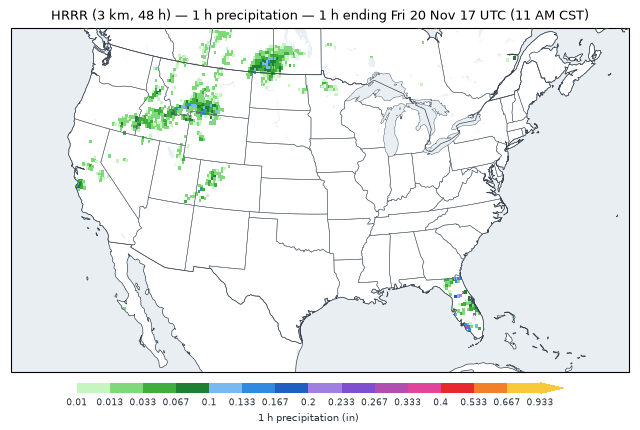 HRRR (3 km, 48 h) — 1 h precipitation — 1 h ending Fri 20 Nov 17 UTC (11 AM CST)
0.01 0.013 0.033 0.067 0.1 0.133 0.167 0.2 0.233 0.267 0.333 0.4 0.533 0.667 0.933
1 h precipitation (in)